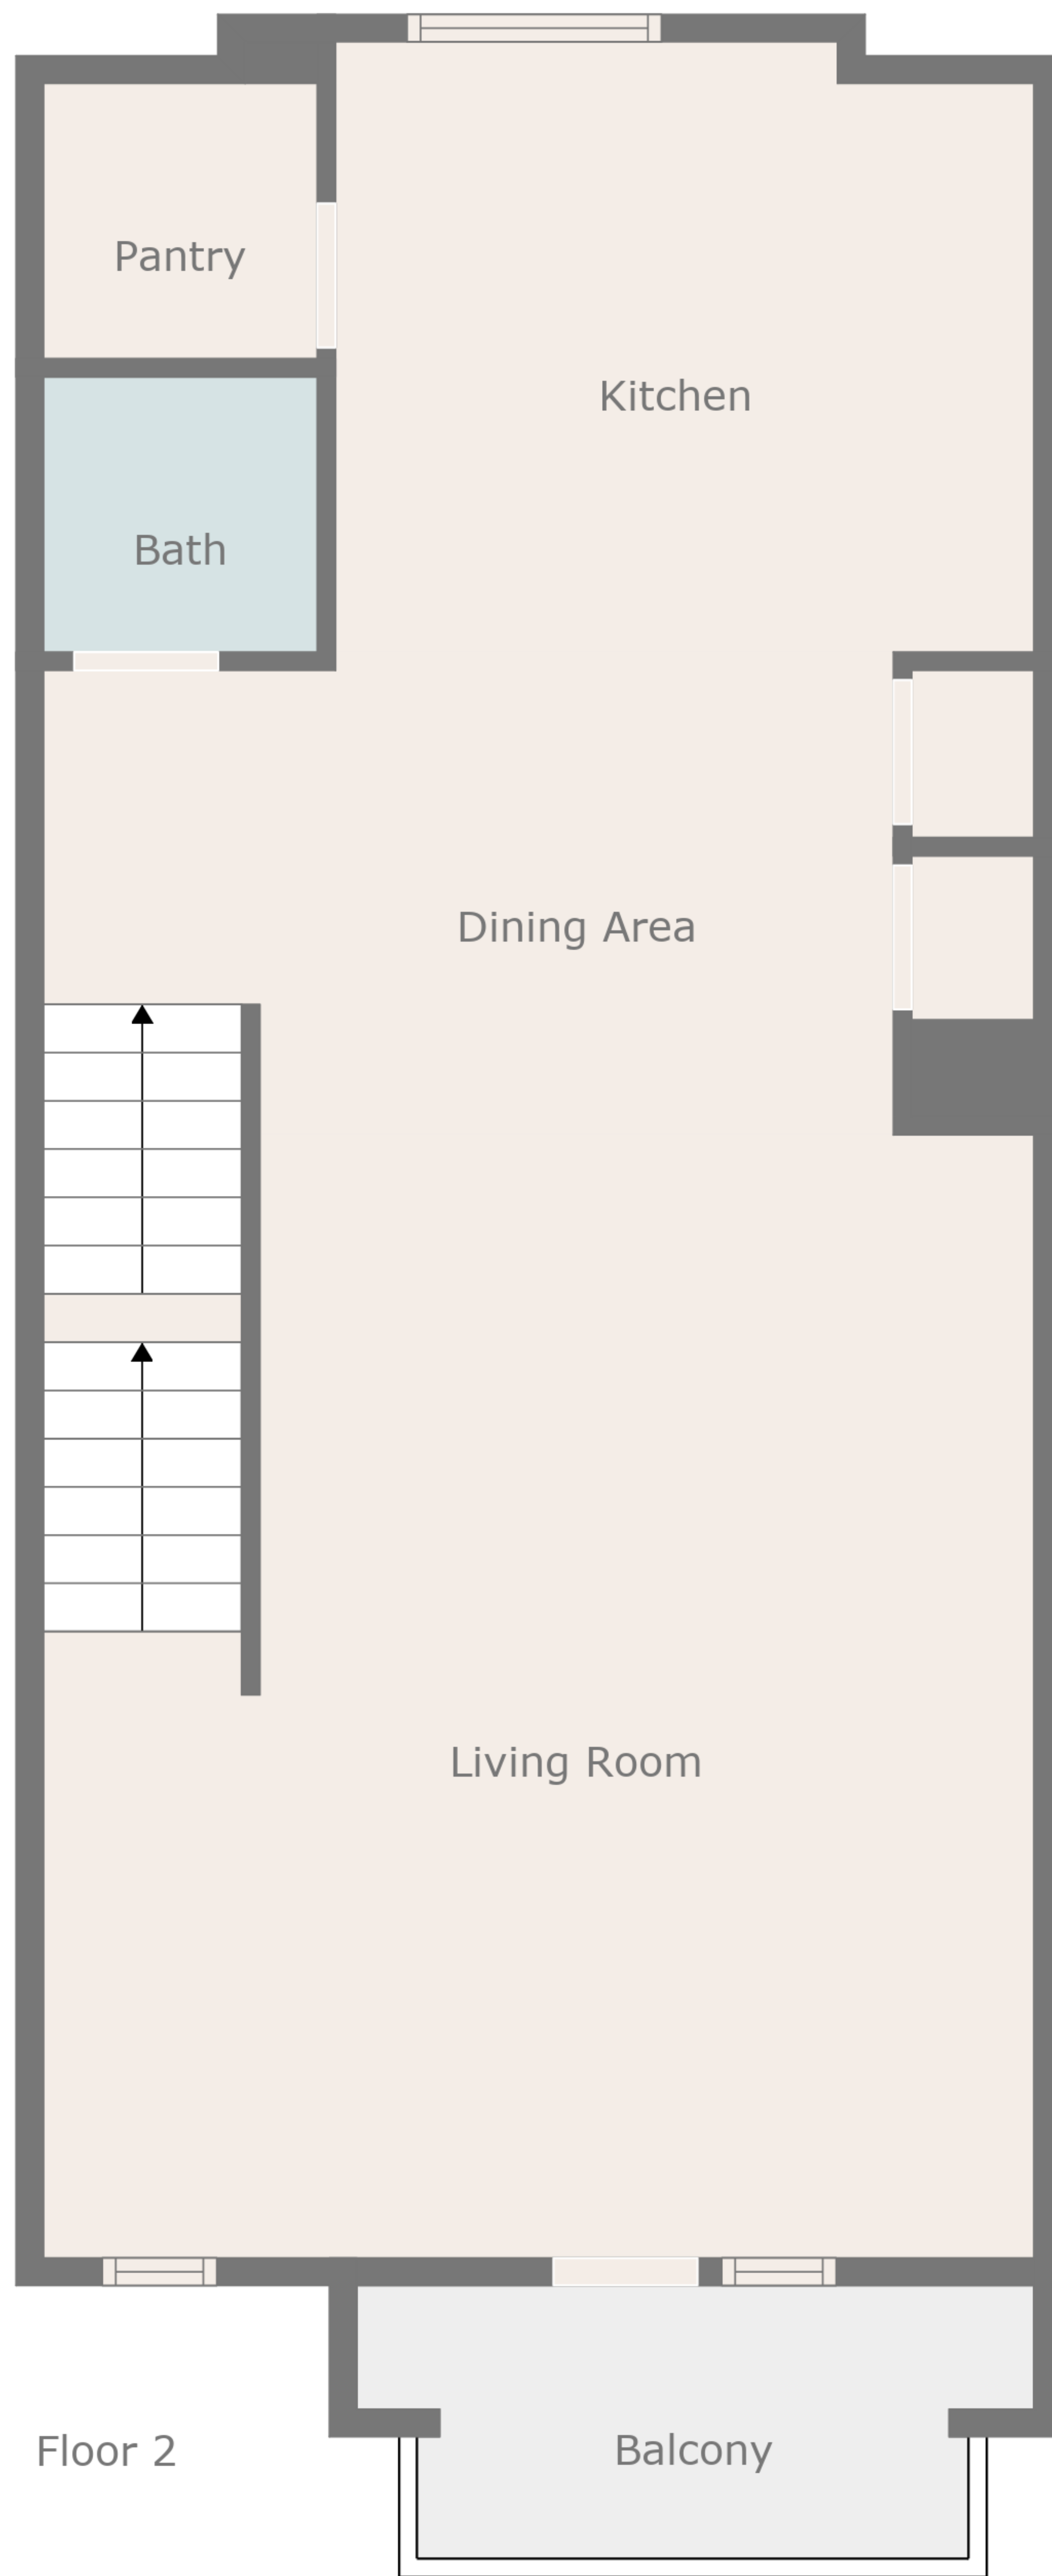 Pantry
Kitchen
Bath
Dining Area
Living Room
Floor 2
Balcony